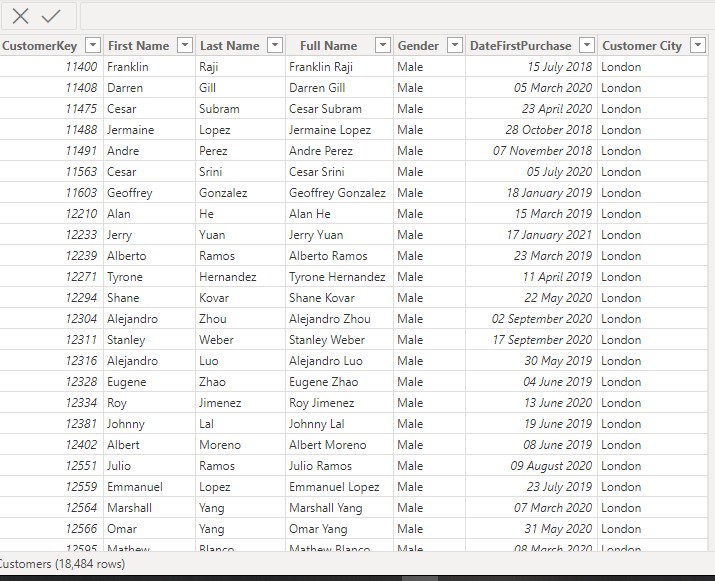 CustomerKey First Name Last Name Full Name Gender DateFirstPurchase Customer City
11400 Franklin Raji Franklin Raji Male 15 July 2018 London
11408 Darren Gill Darren Gill Male 05 March 2020 London
11475 Cesar Subram Cesar Subram Male 23 April 2020 London
11488 Jermaine Lopez Jermaine Lopez Male 28 October 2018 London
11491 Andre Perez Andre Perez Male 07 November 2018 London
11563 Cesar Srini Cesar Srini Male 05 July 2020 London
11603 Geoffrey Gonzalez Geoffrey Gonzalez Male 18 January 2019 London
12210 Alan He Alan He Male 15 March 2019 London
12233 Jerry Yuan Jerry Yuan Male 17 January 2021 London
12239 Alberto Ramos Alberto Ramos Male 23 March 2019 London
12271 Tyrone Hernandez Tyrone Hernandez Male 11 April 2019 London
12294 Shane Kovar Shane Kovar Male 22 May 2020 London
12304 Alejandro Zhou Alejandro Zhou Male 02 September 2020 London
12311 Stanley Weber Stanley Weber Male 17 September 2020 London
12316 Alejandro Luo Alejandro Luo Male 30 May 2019 London
12328 Eugene Zhao Eugene Zhao Male 04 June 2019 London
12334 Roy Jimenez Roy Jimenez Male 13 June 2020 London
12381 Johnny Lal Johnny Lal Male 19 June 2019 London
12402 Albert Moreno Albert Moreno Male 08 June 2019 London
12551 Julio Ramos Julio Ramos Male 09 August 2020 London
12559 Emmanuel Lopez Emmanuel Lopez Male 23 July 2019 London
12564 Marshall Yang Marshall Yang Male 07 March 2020 London
12566 Omar Yang Omar Yang Male 31 May 2020 London
12595 Mathew Blanco Mathew Blanco Male 08 March 2020 London
Customers (18,484 rows)